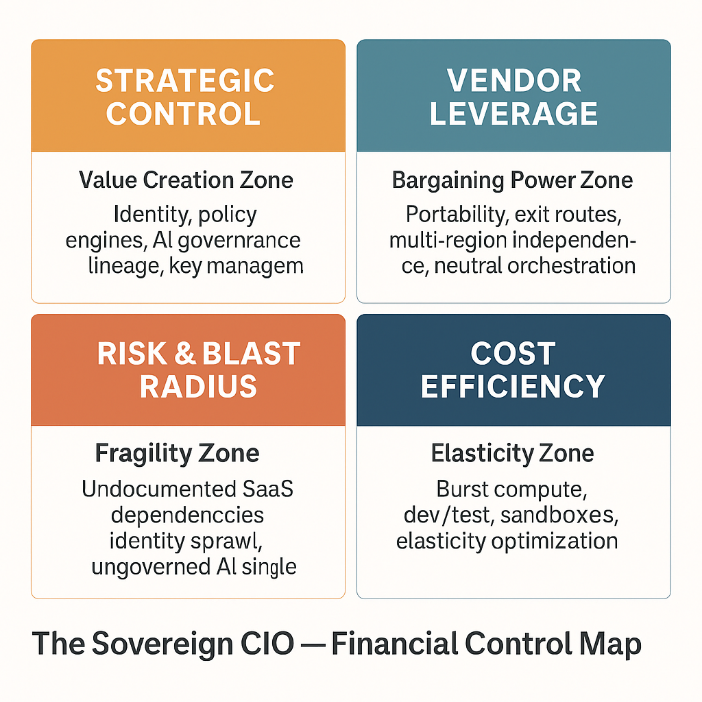 STRATEGIC
CONTROL
Value Creation Zone
Identity, policy
engines, AI governrance
lineage, key managem
VENDOR
LEVERAGE
Bargaining Power Zone
Portability, exit routes,
multi-region independen-
ce, neutral orchestration
RISK & BLAST
RADIUS
Fragility Zone
Undocumented SaaS
dependenccies
identity sprawl,
ungoverned AI single
COST
EFFICIENCY
Elasticity Zone
Burst compute,
dev/test, sandboxes,
elasticity optimization
The Sovereign CIO — Financial Control Map